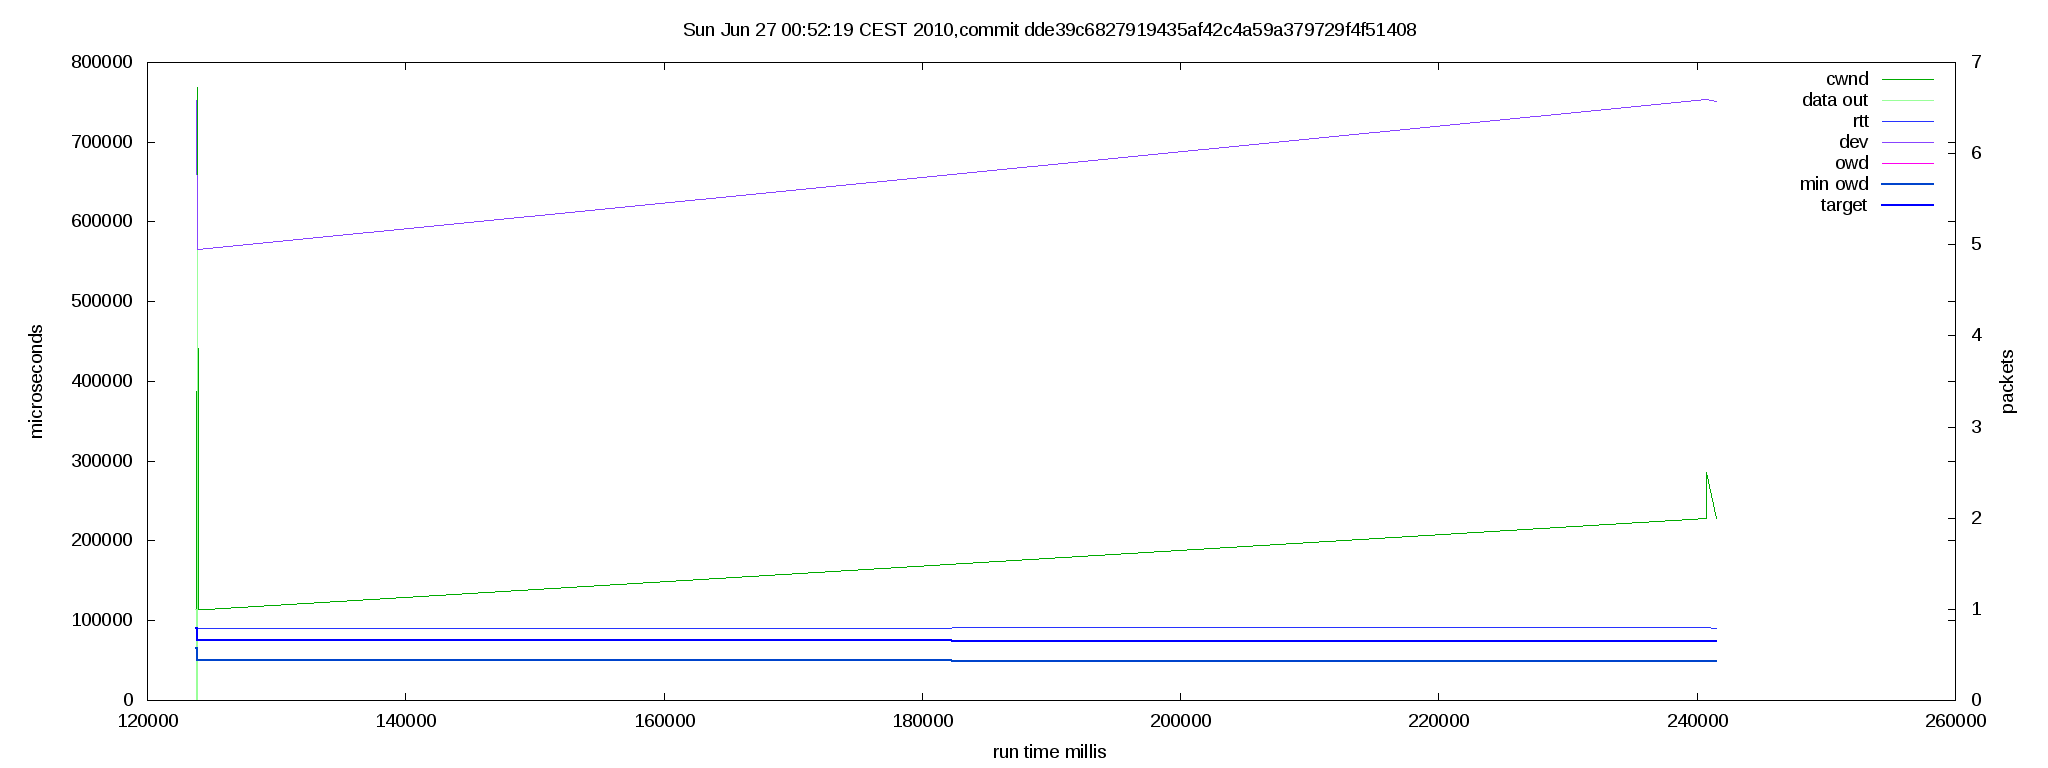 Sun Jun 27 00:52:19 CEST 2010,commit dde39c6827919435af42c4a59a379729f4f51408
800000
700000
600000
500000
400000
300000
200000
100000
0
microseconds
7
6
5
4
3
2
1
0
packets
cwnd
data out
rtt
dev
owd
min owd
target
120000 140000 160000 180000 200000 220000 240000 260000
run time millis